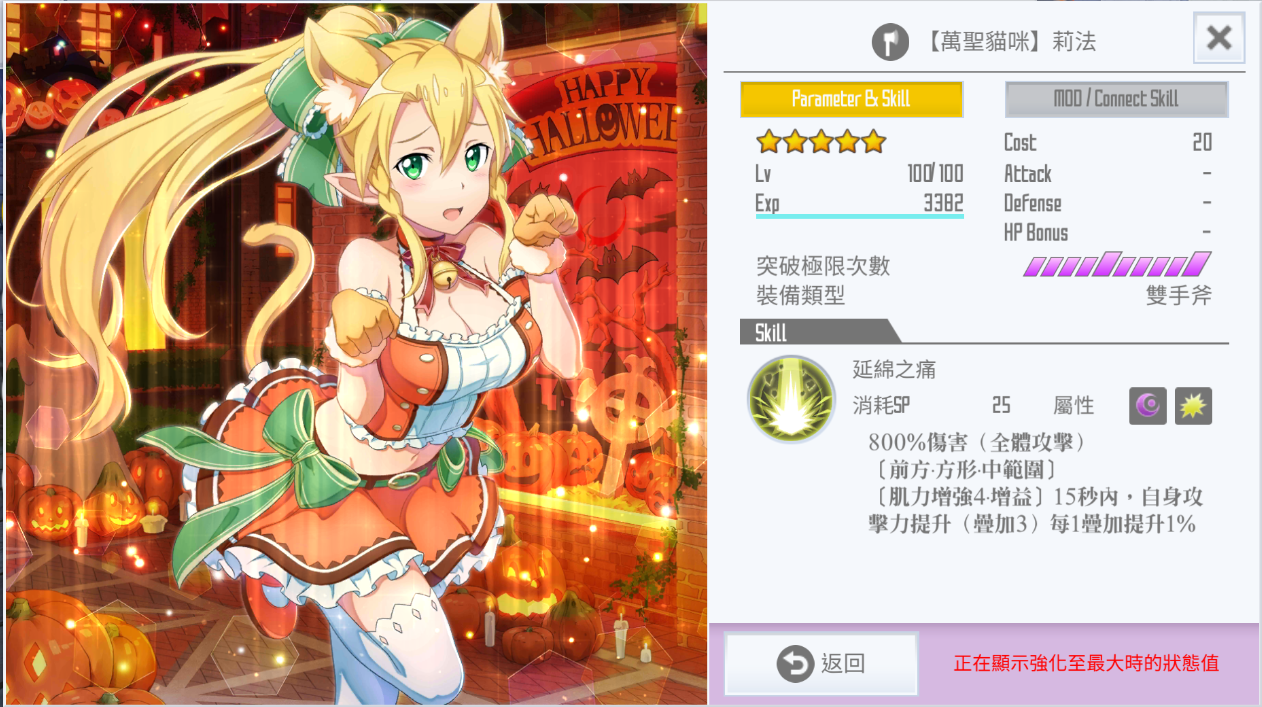 HAPPY
HALLOWEE
【萬聖貓咪】莉法
Parameter & Skill
MOD / Connect Skill
Lv 100/100
Exp 3382
Cost 20
Attack -
Defense -
HP Bonus -
突破極限次數
裝備類型 雙手斧
Skill
延綿之痛
消耗SP 25 屬性
800%傷害（全體攻擊）
〔前方·方形·中範圍〕
〔肌力增強4·增益〕15秒內，自身攻
擊力提升（疊加3）每1疊加提升1%
返回
正在顯示強化至最大時的狀態值